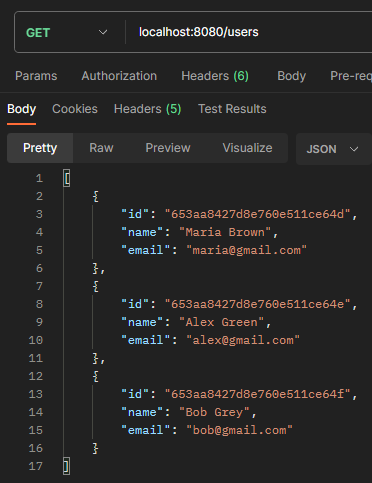 GET localhost:8080/users
Params Authorization Headers (6) Body Pre-req
Body Cookies Headers (5) Test Results
Pretty Raw Preview Visualize JSON
1 [
2 {
3 "id": "653aa8427d8e760e511ce64d",
4 "name": "Maria Brown",
5 "email": "maria@gmail.com"
6 },
7 {
8 "id": "653aa8427d8e760e511ce64e",
9 "name": "Alex Green",
10 "email": "alex@gmail.com"
11 },
12 {
13 "id": "653aa8427d8e760e511ce64f",
14 "name": "Bob Grey",
15 "email": "bob@gmail.com"
16 }
17 ]